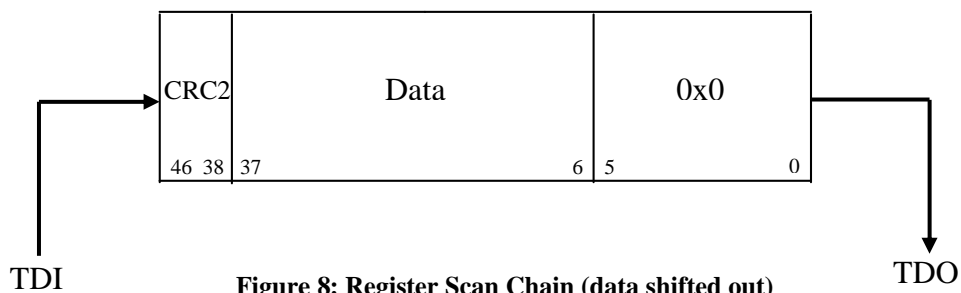 CRC2 Data 0x0
46 38 37 6 5 0
TDI TDO
Figure 8: Register Scan Chain (data shifted out)